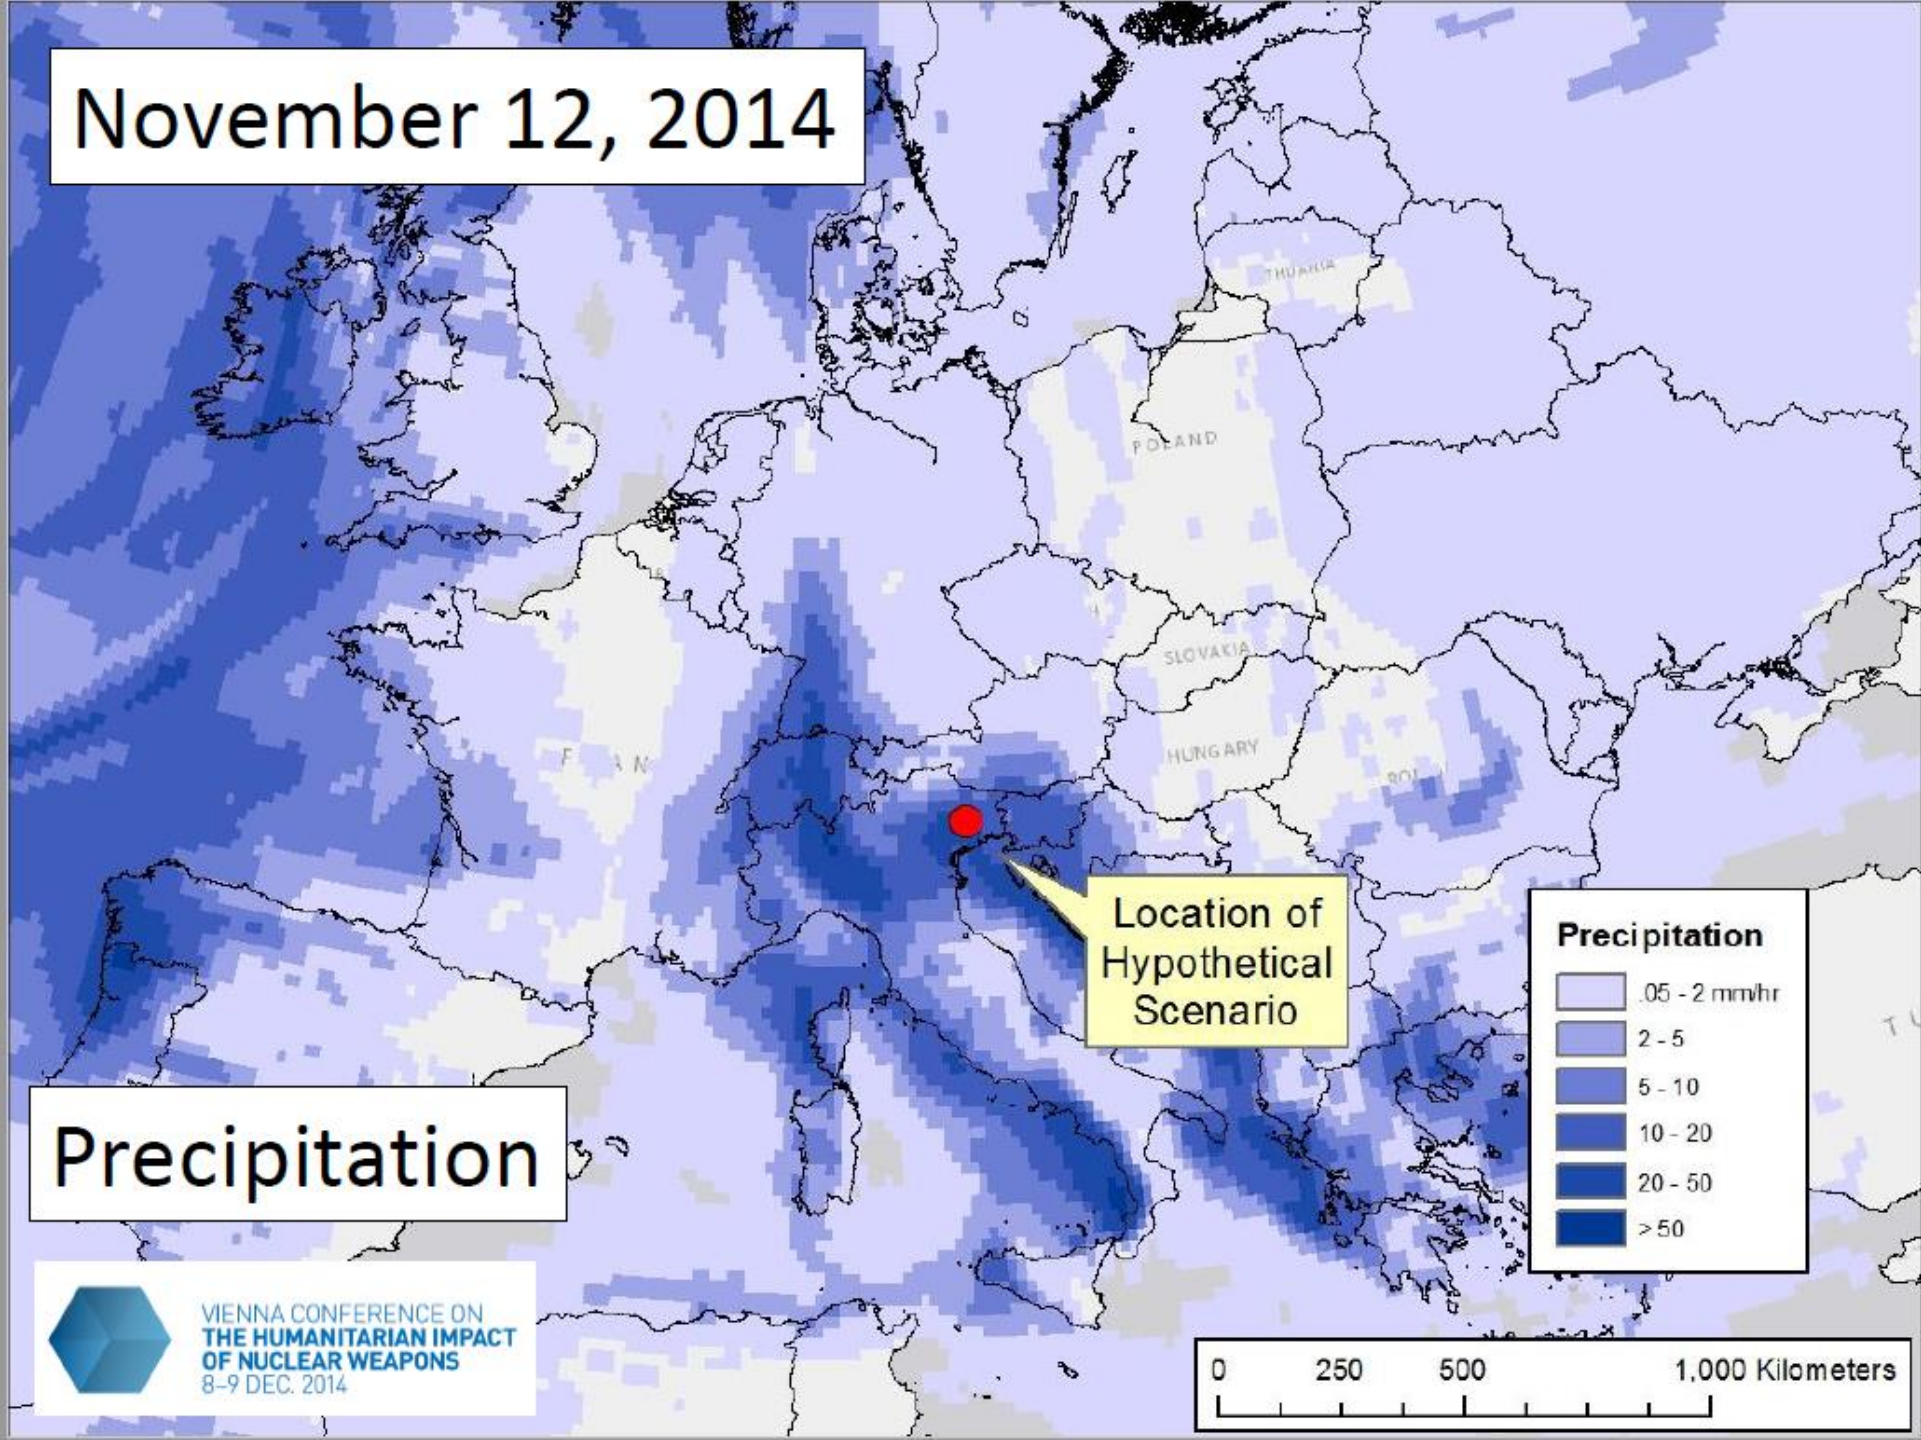 November 12, 2014
THUANIA
POLAND
SLOVAKIA
HUNGARY
Location of
Hypothetical
Scenario
Precipitation
.05 - 2 mm/hr
2 - 5
5 - 10
10 - 20
20 - 50
>50
Precipitation
VIENNA CONFERENCE ON
THE HUMANITARIAN IMPACT
OF NUCLEAR WEAPONS
8–9 DEC. 2014
0 250 500 1,000 Kilometers